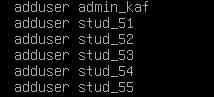 adduser admin_kaf
adduser stud_51
adduser stud_52
adduser stud_53
adduser stud_54
adduser stud_55